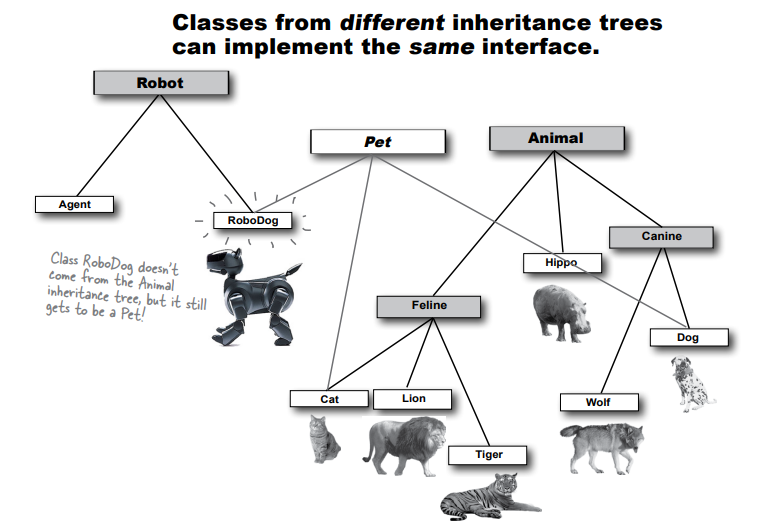 Classes from different inheritance trees
can implement the same interface.
Robot
Pet
Animal
Agent
RoboDog
Canine
Hippo
Class RoboDog doesn't
come from the Animal
inheritance tree, but it still
gets to be a Pet!
Feline
Dog
Cat
Lion
Wolf
Tiger